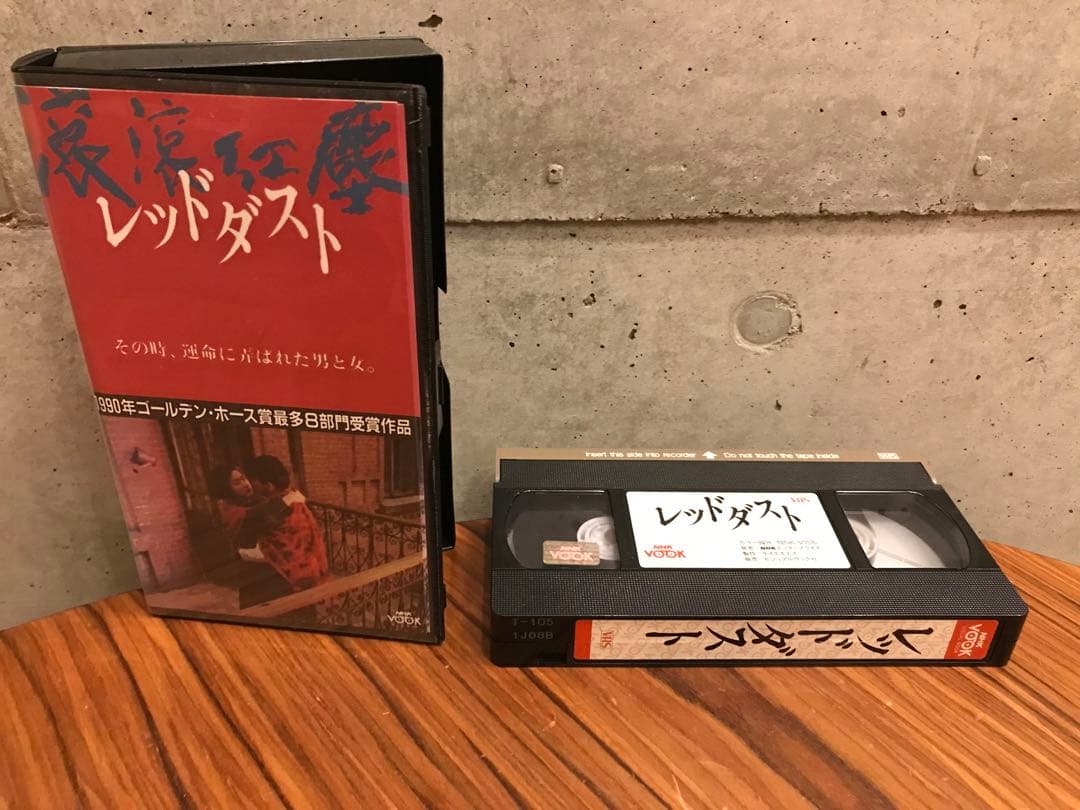 滾滾紅塵
レッドダスト
その時、運命に弄ばれた男と女。
1990年ゴールデン・ホース賞最多8部門受賞作品
NHK
VOOK
Insert this side into recorder
Do not touch the tape inside
VHS
レッドダスト
VHS
NHK
VOOK
T-105
1J08B
VHS
レッドダスト
NHK
VOOK